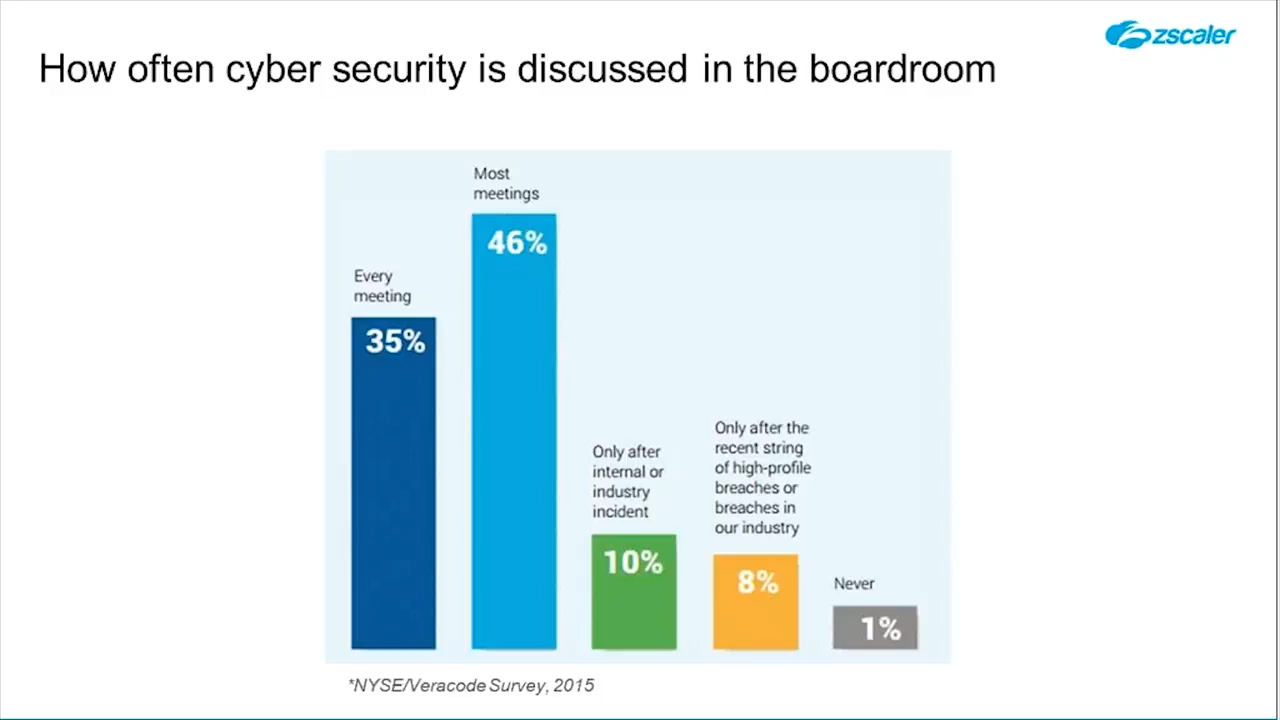 zscaler
How often cyber security is discussed in the boardroom
Most
meetings
46%
Every
meeting
35%
Only after
internal or
industry
incident
10%
Only after the
recent string
of high-profile
breaches or
breaches in
our industry
8%
Never
1%
*NYSE/Veracode Survey, 2015